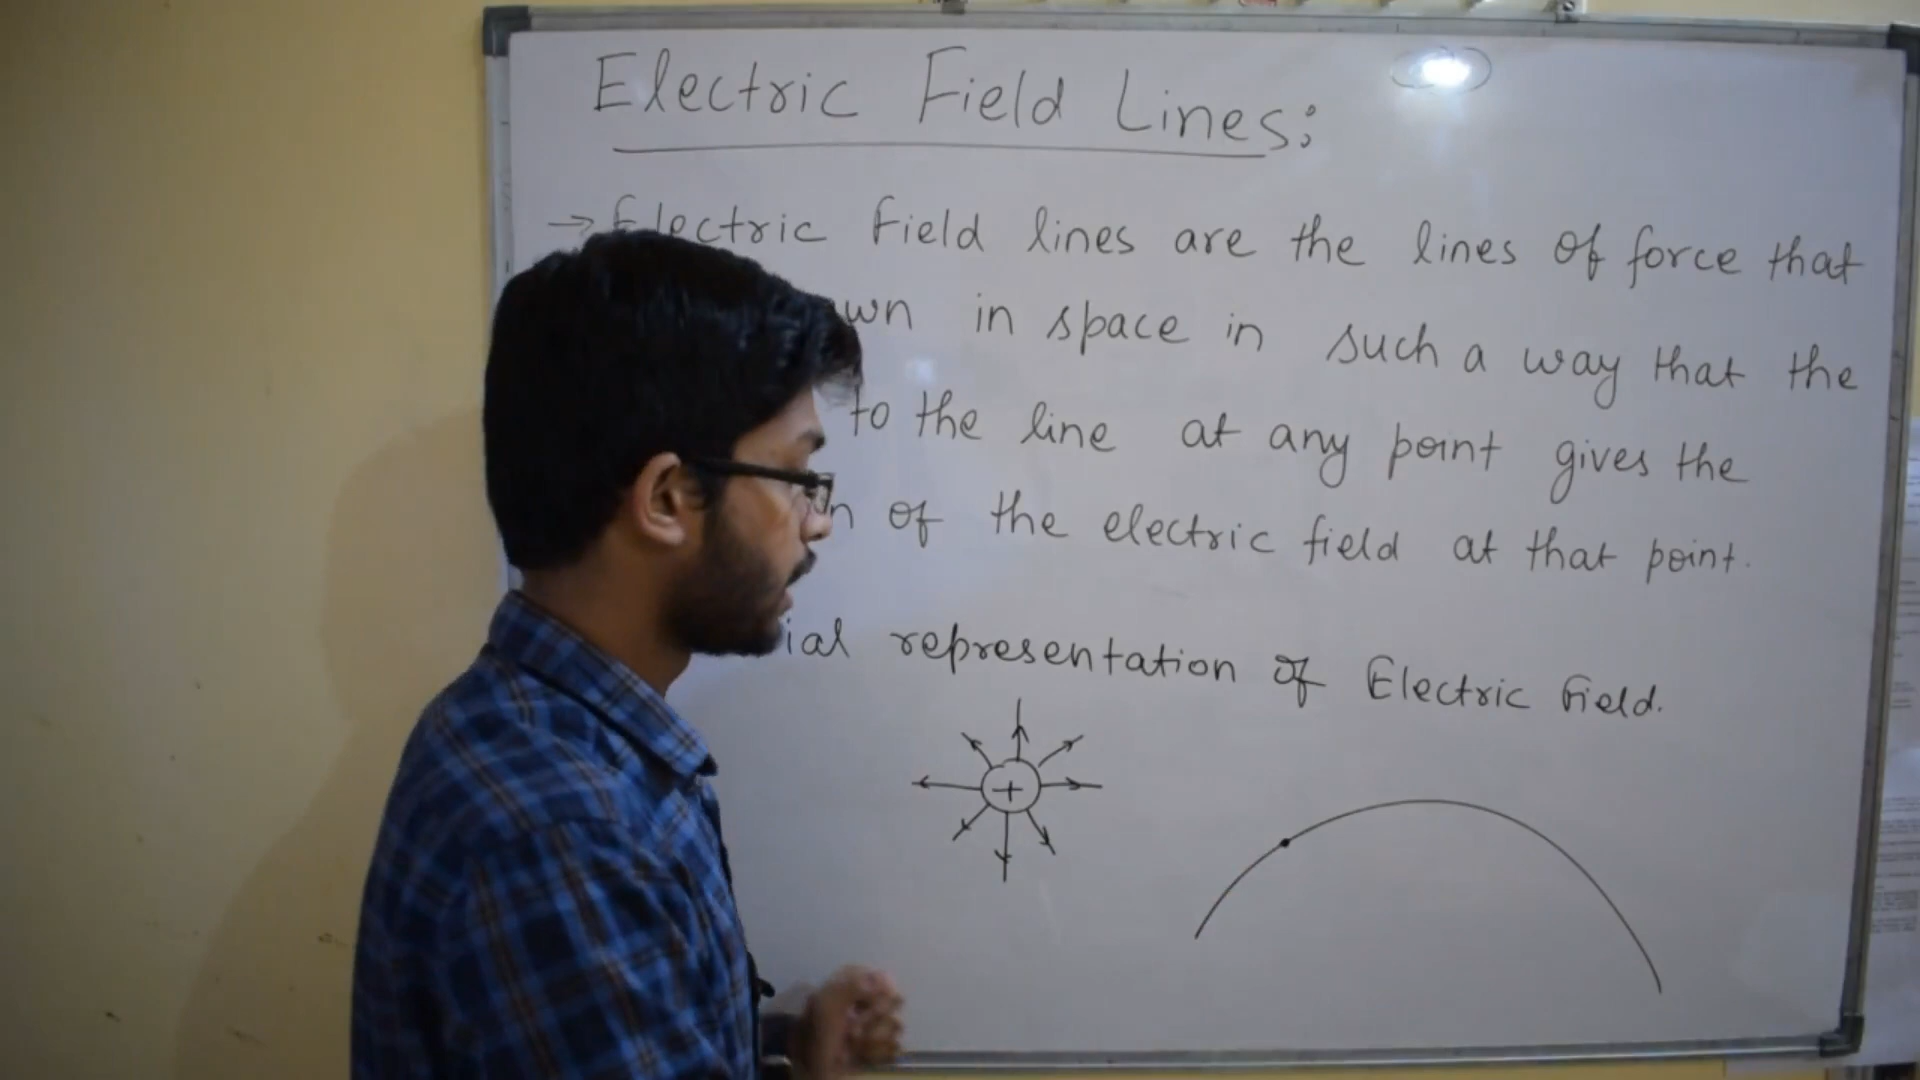 Electric Field Lines:
→ Electric Field lines are the lines of force that
wn in space in such a way that the
to the line at any point gives the
n of the electric field at that point.
ial representation of Electric Field.
+